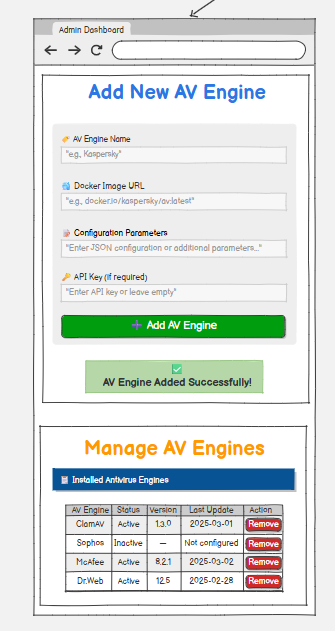 Admin Dashboard
Add New AV Engine
AV Engine Name
"e.g., Kaspersky"
Docker Image URL
"e.g., docker.io/kaspersky/av:latest"
Configuration Parameters
"Enter JSON configuration or additional parameters..."
API Key (if required)
"Enter API key or leave empty"
➕ Add AV Engine
✅
AV Engine Added Successfully!
Manage AV Engines
Installed Antivirus Engines
AV Engine Status Version Last Update Action
ClamAV Active 1.3.0 2025-03-01 Remove
Sophos Inactive — Not configured Remove
McAfee Active 8.2.1 2025-03-02 Remove
Dr.Web Active 12.5 2025-02-28 Remove